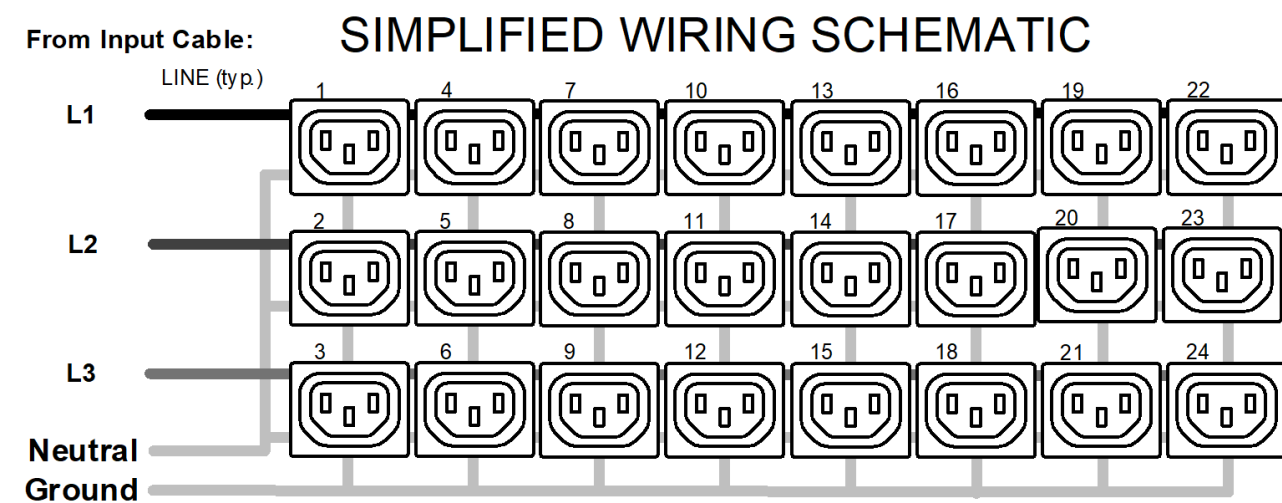 SIMPLIFIED WIRING SCHEMATIC
From Input Cable:
LINE (typ.)
1 4 7 10 13 16 19 22
L1
2 5 8 11 14 17 20 23
L2
3 6 9 12 15 18 21 24
L3
Neutral
Ground